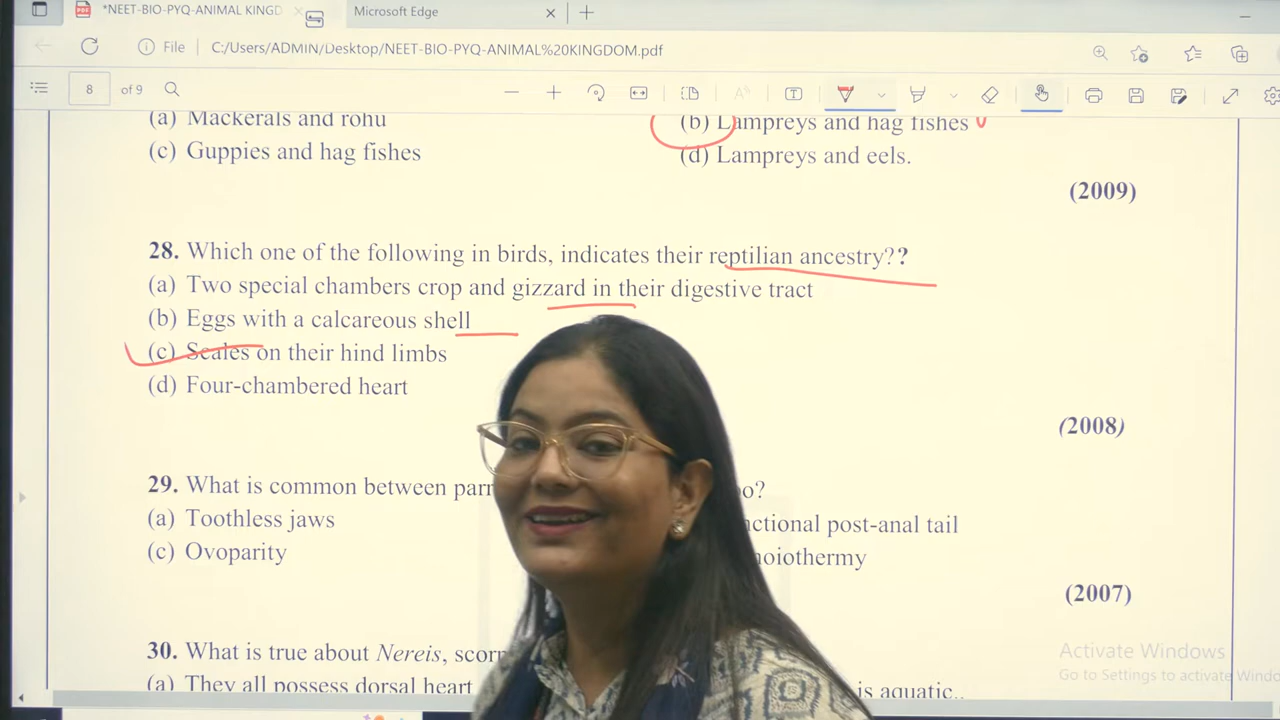 *NEET-BIO-PYQ-ANIMAL KINGD
Microsoft Edge
File
C:/Users/ADMIN/Desktop/NEET-BIO-PYQ-ANIMAL%20KINGDOM.pdf
8 of 9
(a) Mackerals and rohu
(b) Lampreys and hag fishes
(c) Guppies and hag fishes
(d) Lampreys and eels.
(2009)
28. Which one of the following in birds, indicates their reptilian ancestry??
(a) Two special chambers crop and gizzard in their digestive tract
(b) Eggs with a calcareous shell
(c) Scales on their hind limbs
(d) Four-chambered heart
(2008)
29. What is common between
(a) Toothless jaws
post-anal tail
(c) Ovoparity
(2007)
30. What is true about Nereis,
(a) They all possess dorsal heart
is aquatic..
Activate Windows
Go to Settings to activate